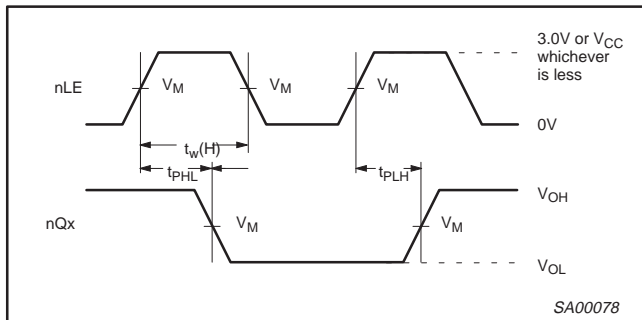 3.0V or VCC
whichever
is less
nLE
VM
VM
VM
0V
tw(H)
tPHL
tPLH
VOH
nQx
VM
VM
VOL
SA00078